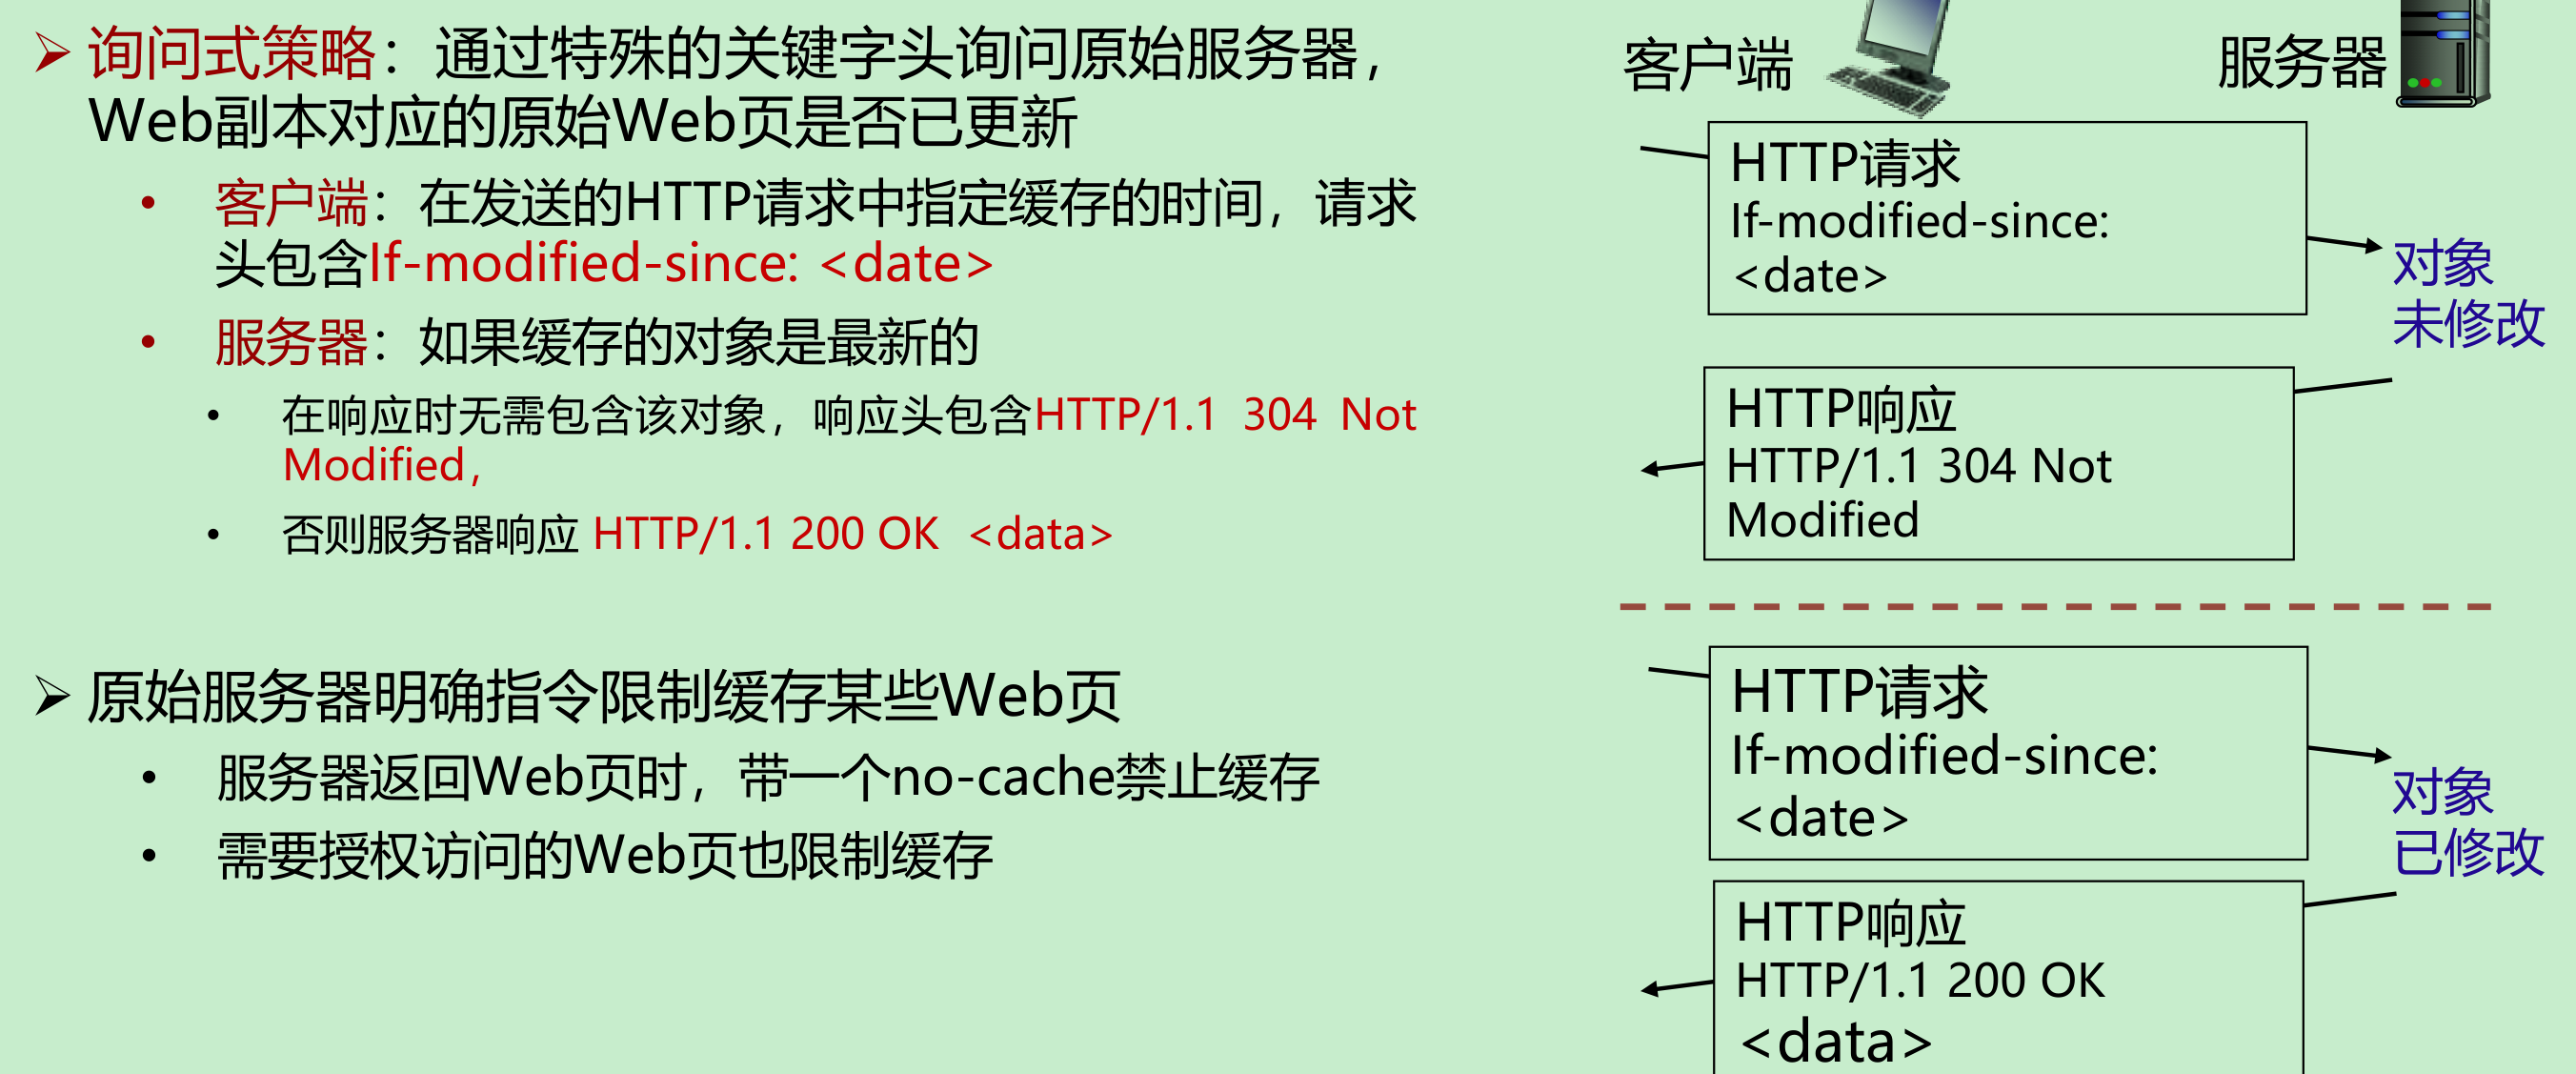 询问式策略：通过特殊的关键字头询问原始服务器，
Web副本对应的原始Web页是否已更新
客户端：在发送的HTTP请求中指定缓存的时间，请求
头包含If-modified-since: <date>
服务器：如果缓存的对象是最新的
在响应时无需包含该对象，响应头包含HTTP/1.1 304 Not
Modified，
否则服务器响应 HTTP/1.1 200 OK <data>
原始服务器明确指令限制缓存某些Web页
服务器返回Web页时，带一个no-cache禁止缓存
需要授权访问的Web页也限制缓存
客户端
服务器
HTTP请求
If-modified-since:
<date>
对象
未修改
HTTP响应
HTTP/1.1 304 Not
Modified
HTTP请求
If-modified-since:
<date>
对象
已修改
HTTP响应
HTTP/1.1 200 OK
<data>